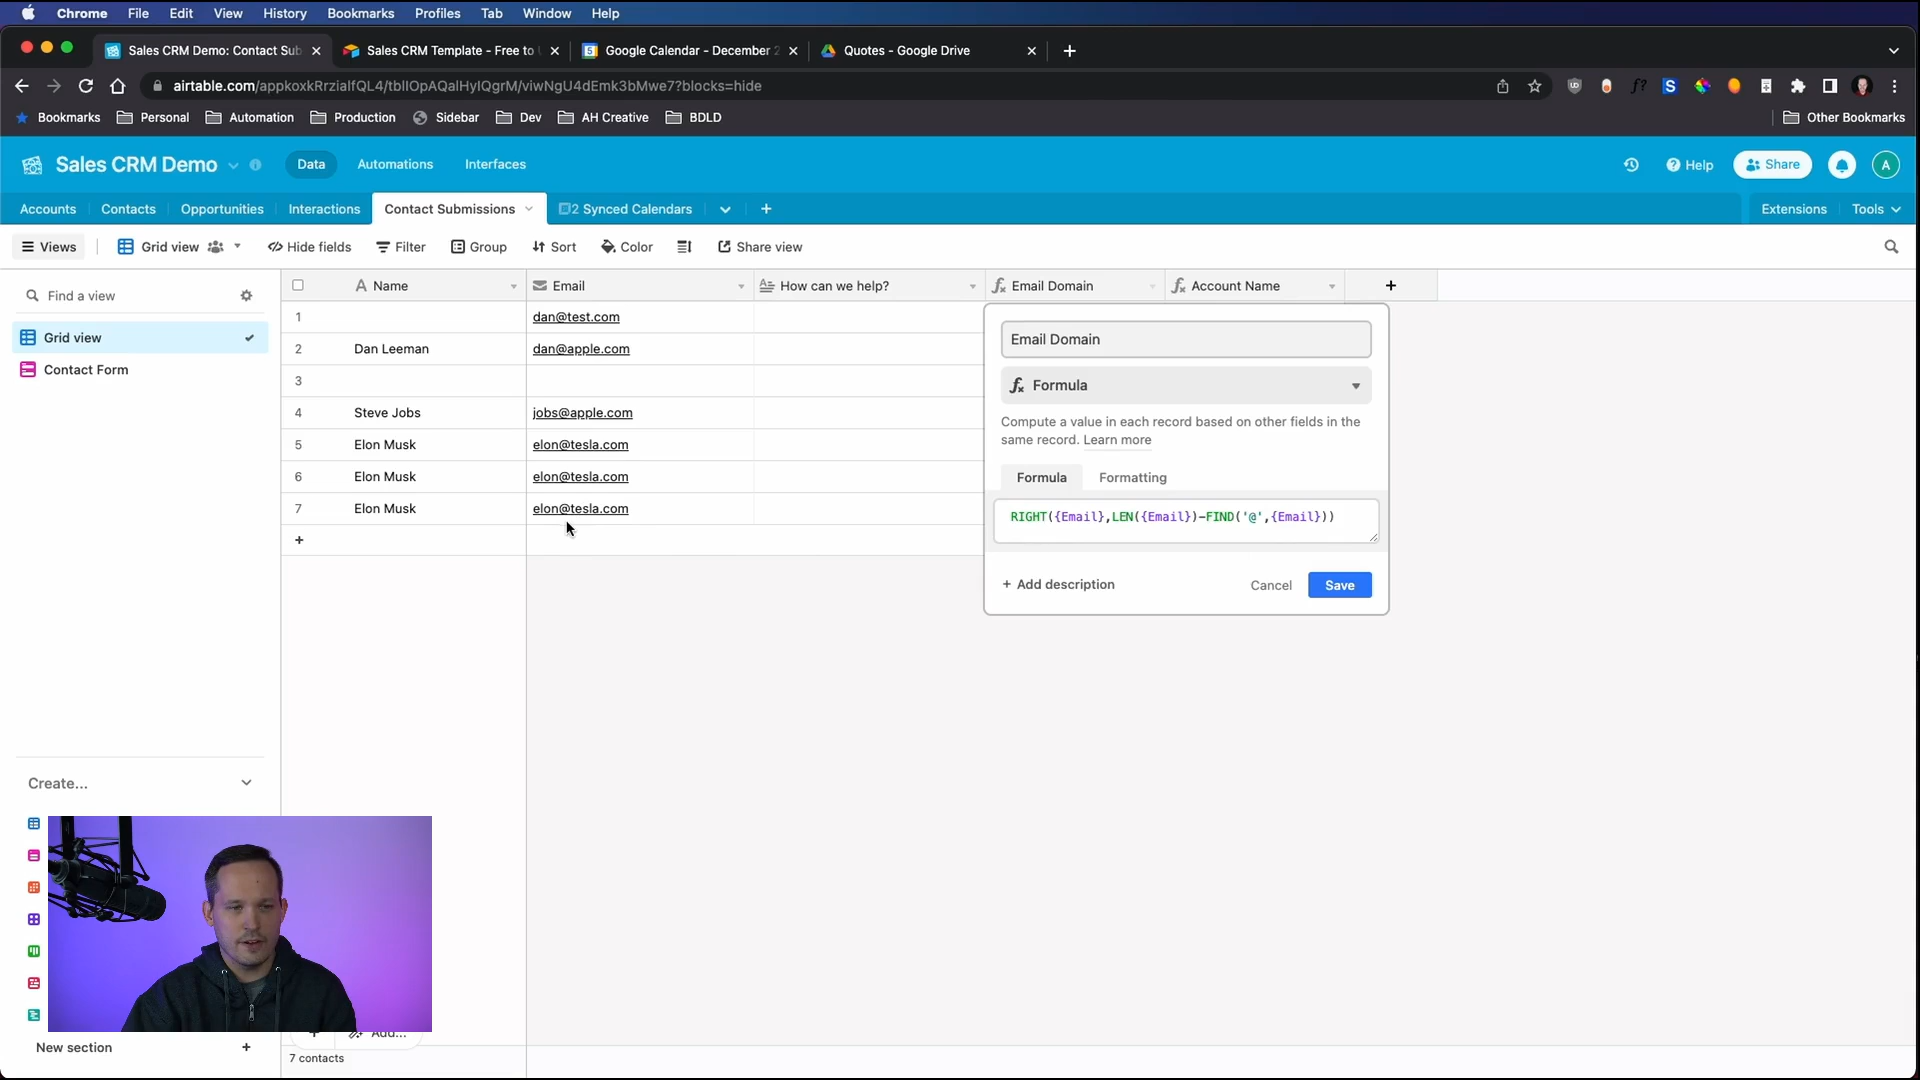 Chrome File Edit View History Bookmarks Profiles Tab Window Help
Sales CRM Demo: Contact Sub Sales CRM Template - Free to Google Calendar - December 2 Quotes - Google Drive
airtable.com/appkoxkRrzialfQL4/tblIOpAQalHyIQgrM/viwNgU4dEmk3bMwe7?blocks=hide
Bookmarks Personal Automation Production Sidebar Dev AH Creative BDLD Other Bookmarks
Sales CRM Demo Data Automations Interfaces Help Share A
Accounts Contacts Opportunities Interactions Contact Submissions 2 Synced Calendars Extensions Tools
Views Grid view Hide fields Filter Group Sort Color Share view
Find a view
Grid view
Contact Form
Create...
New section
Name Email How can we help? Email Domain Account Name
1 dan@test.com
2 Dan Leeman dan@apple.com
3
4 Steve Jobs jobs@apple.com
5 Elon Musk elon@tesla.com
6 Elon Musk elon@tesla.com
7 Elon Musk elon@tesla.com
Email Domain
Formula
Compute a value in each record based on other fields in the
same record. Learn more
Formula Formatting
RIGHT({Email},LEN({Email})-FIND('@',{Email}))
+ Add description Cancel Save
Add...
7 contacts